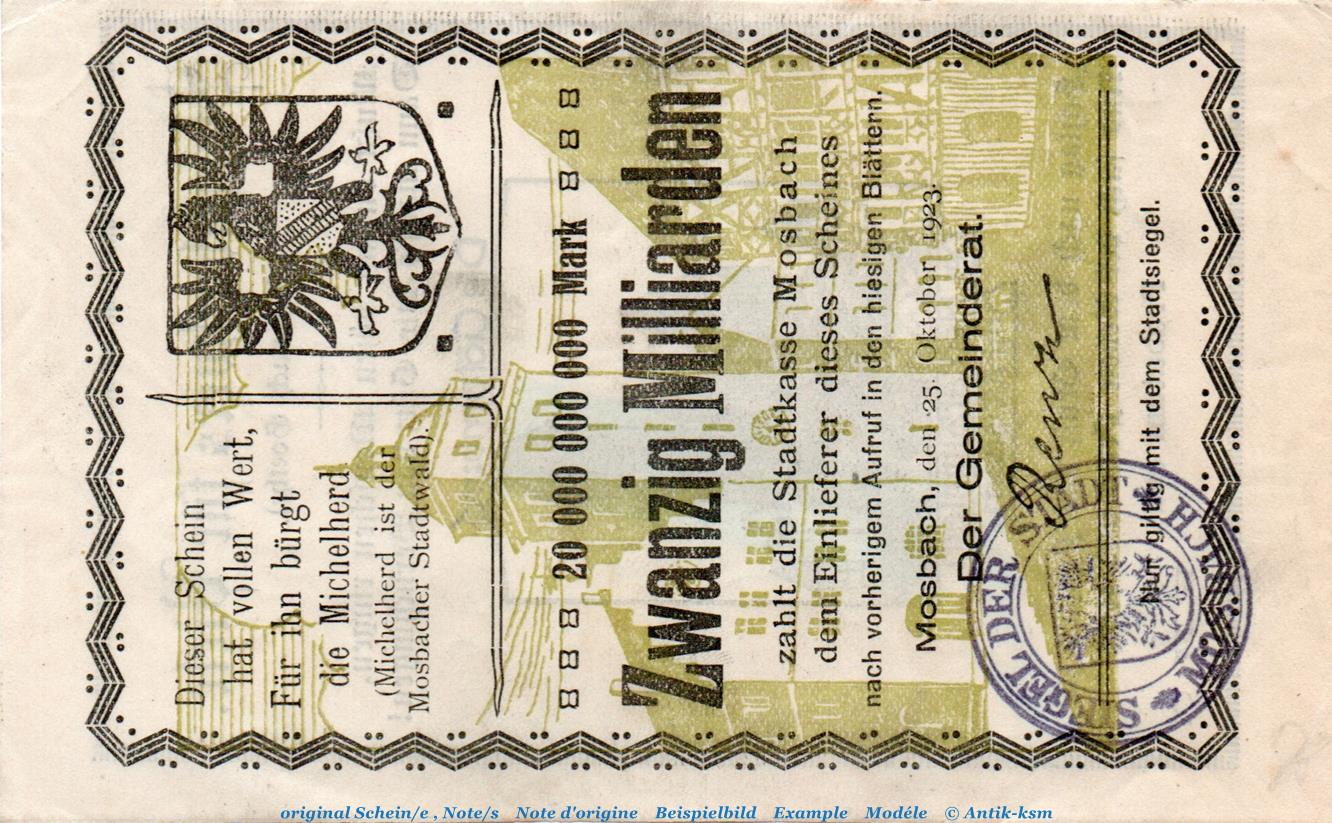 Dieser Schein
hat vollen Wert,
Für ihn bürgt
die Michelherd
(Michelherd ist der
Mosbacher Stadtwald).
20 000 000 000 Mark
Zwanzig Milliarden
zahlt die Stadtkasse Mosbach
dem Einlieferer dieses Scheines
nach vorherigem Aufruf in den hiesigen Blättern.
Mosbach, den 25. Oktober 1923.
Der Gemeinderat.
Nur giltig mit dem Stadtsiegel.
SIEGEL DER STADT MOSBACH
original Schein/e , Note/s Note d'origine Beispielbild Example Modéle © Antik-ksm